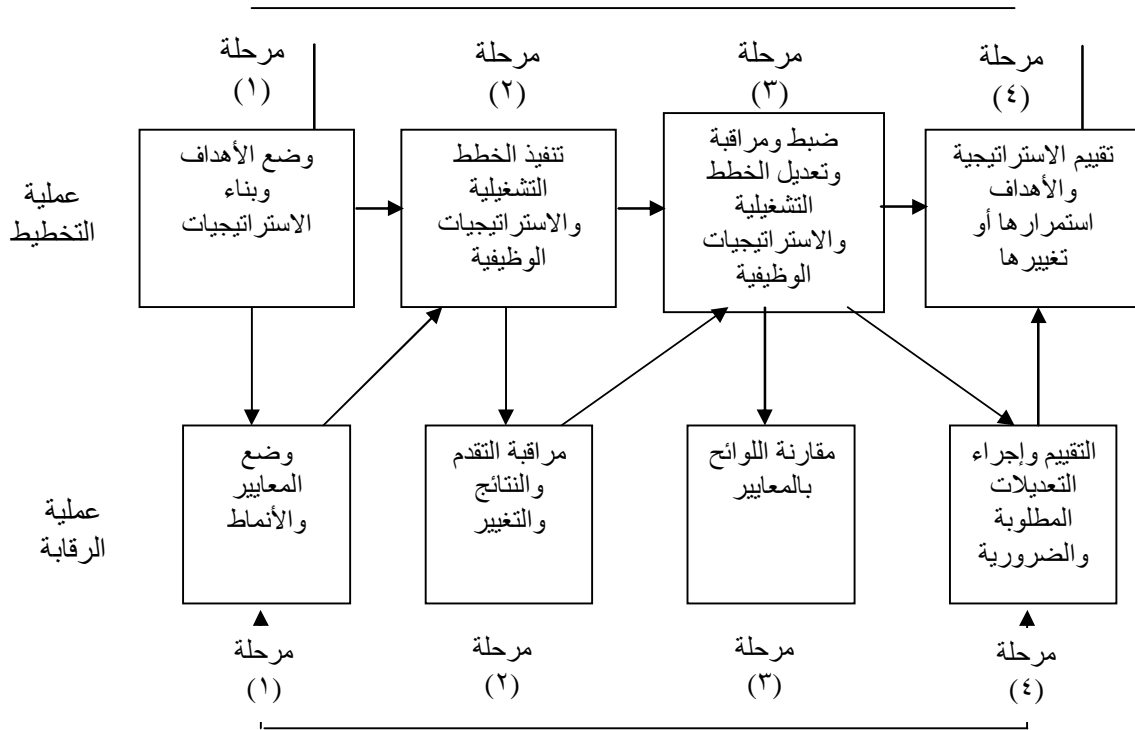 مرحلة
(١)
مرحلة
(٢)
مرحلة
(٣)
مرحلة
(٤)
عملية
التخطيط
وضع الأهداف
وبناء
الاستراتيجيات
تنفيذ الخطط
التشغيلية
والاستراتيجيات
الوظيفية
ضبط ومراقبة
وتعديل الخطط
التشغيلية
والاستراتيجيات
الوظيفية
تقييم الاستراتيجية
والأهداف
استمرارها أو
تغييرها
عملية
الرقابة
وضع
المعايير
والأنماط
مراقبة التقدم
والنتائج
والتغيير
مقارنة اللوائح
بالمعايير
التقييم وإجراء
التعديلات
المطلوبة
والضرورية
مرحلة
(١)
مرحلة
(٢)
مرحلة
(٣)
مرحلة
(٤)